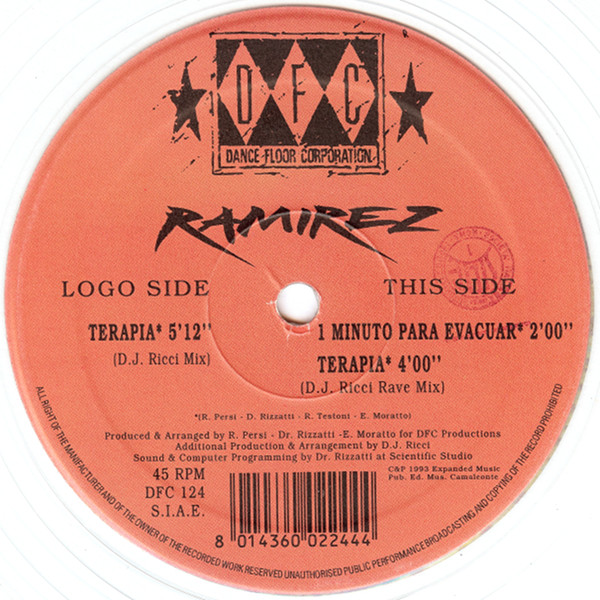 DFC
DANCE FLOOR CORPORATION
RAMIREZ
LOGO SIDE
THIS SIDE
TERAPIA* 5'12"
(D.J. Ricci Mix)
1 MINUTO PARA EVACUAR* 2'00"
TERAPIA* 4'00"
(D.J. Ricci Rave Mix)
*(R. Persi - D. Rizzatti - R. Testoni - E. Moratto)
Produced & Arranged by R. Persi - Dr. Rizzatti -E. Moratto for DFC Productions
Additional Production & Arrangement by D.J. Ricci
Sound & Computer Programming by Dr. Rizzatti at Scientific Studio
45 RPM
DFC 124
S.I.A.E.
C&P 1993 Expanded Music
Pub. Ed. Mus. Camaleonte
8 014360 022444
ALL RIGHT OF THE MANUFACTURER AND OF THE OWNER OF THE RECORDED WORK RESERVED UNAUTHORISED PUBLIC PERFORMANCE BROADCASTING AND COPYING OF THE RECORD PROHIBITED